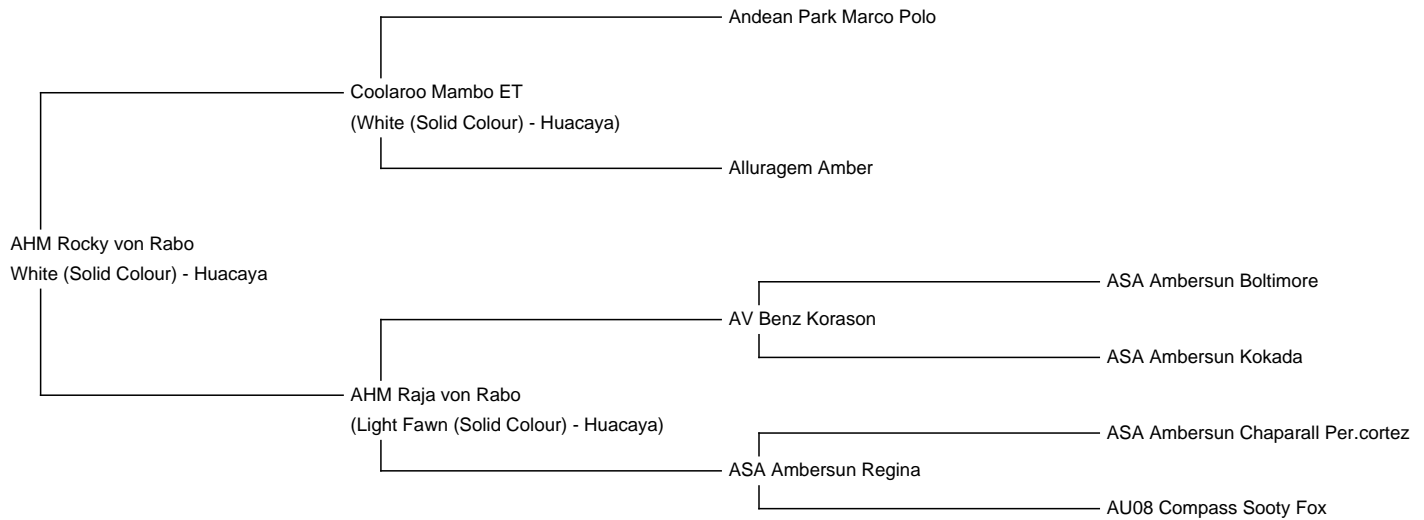 Andean Park Marco Polo
Coolaroo Mambo ET
(White (Solid Colour) - Huacaya)
Alluragem Amber
AHM Rocky von Rabo
White (Solid Colour) - Huacaya
ASA Ambersun Boltimore
AV Benz Korason
ASA Ambersun Kokada
AHM Raja von Rabo
(Light Fawn (Solid Colour) - Huacaya)
ASA Ambersun Chaparall Per.cortez
ASA Ambersun Regina
AU08 Compass Sooty Fox